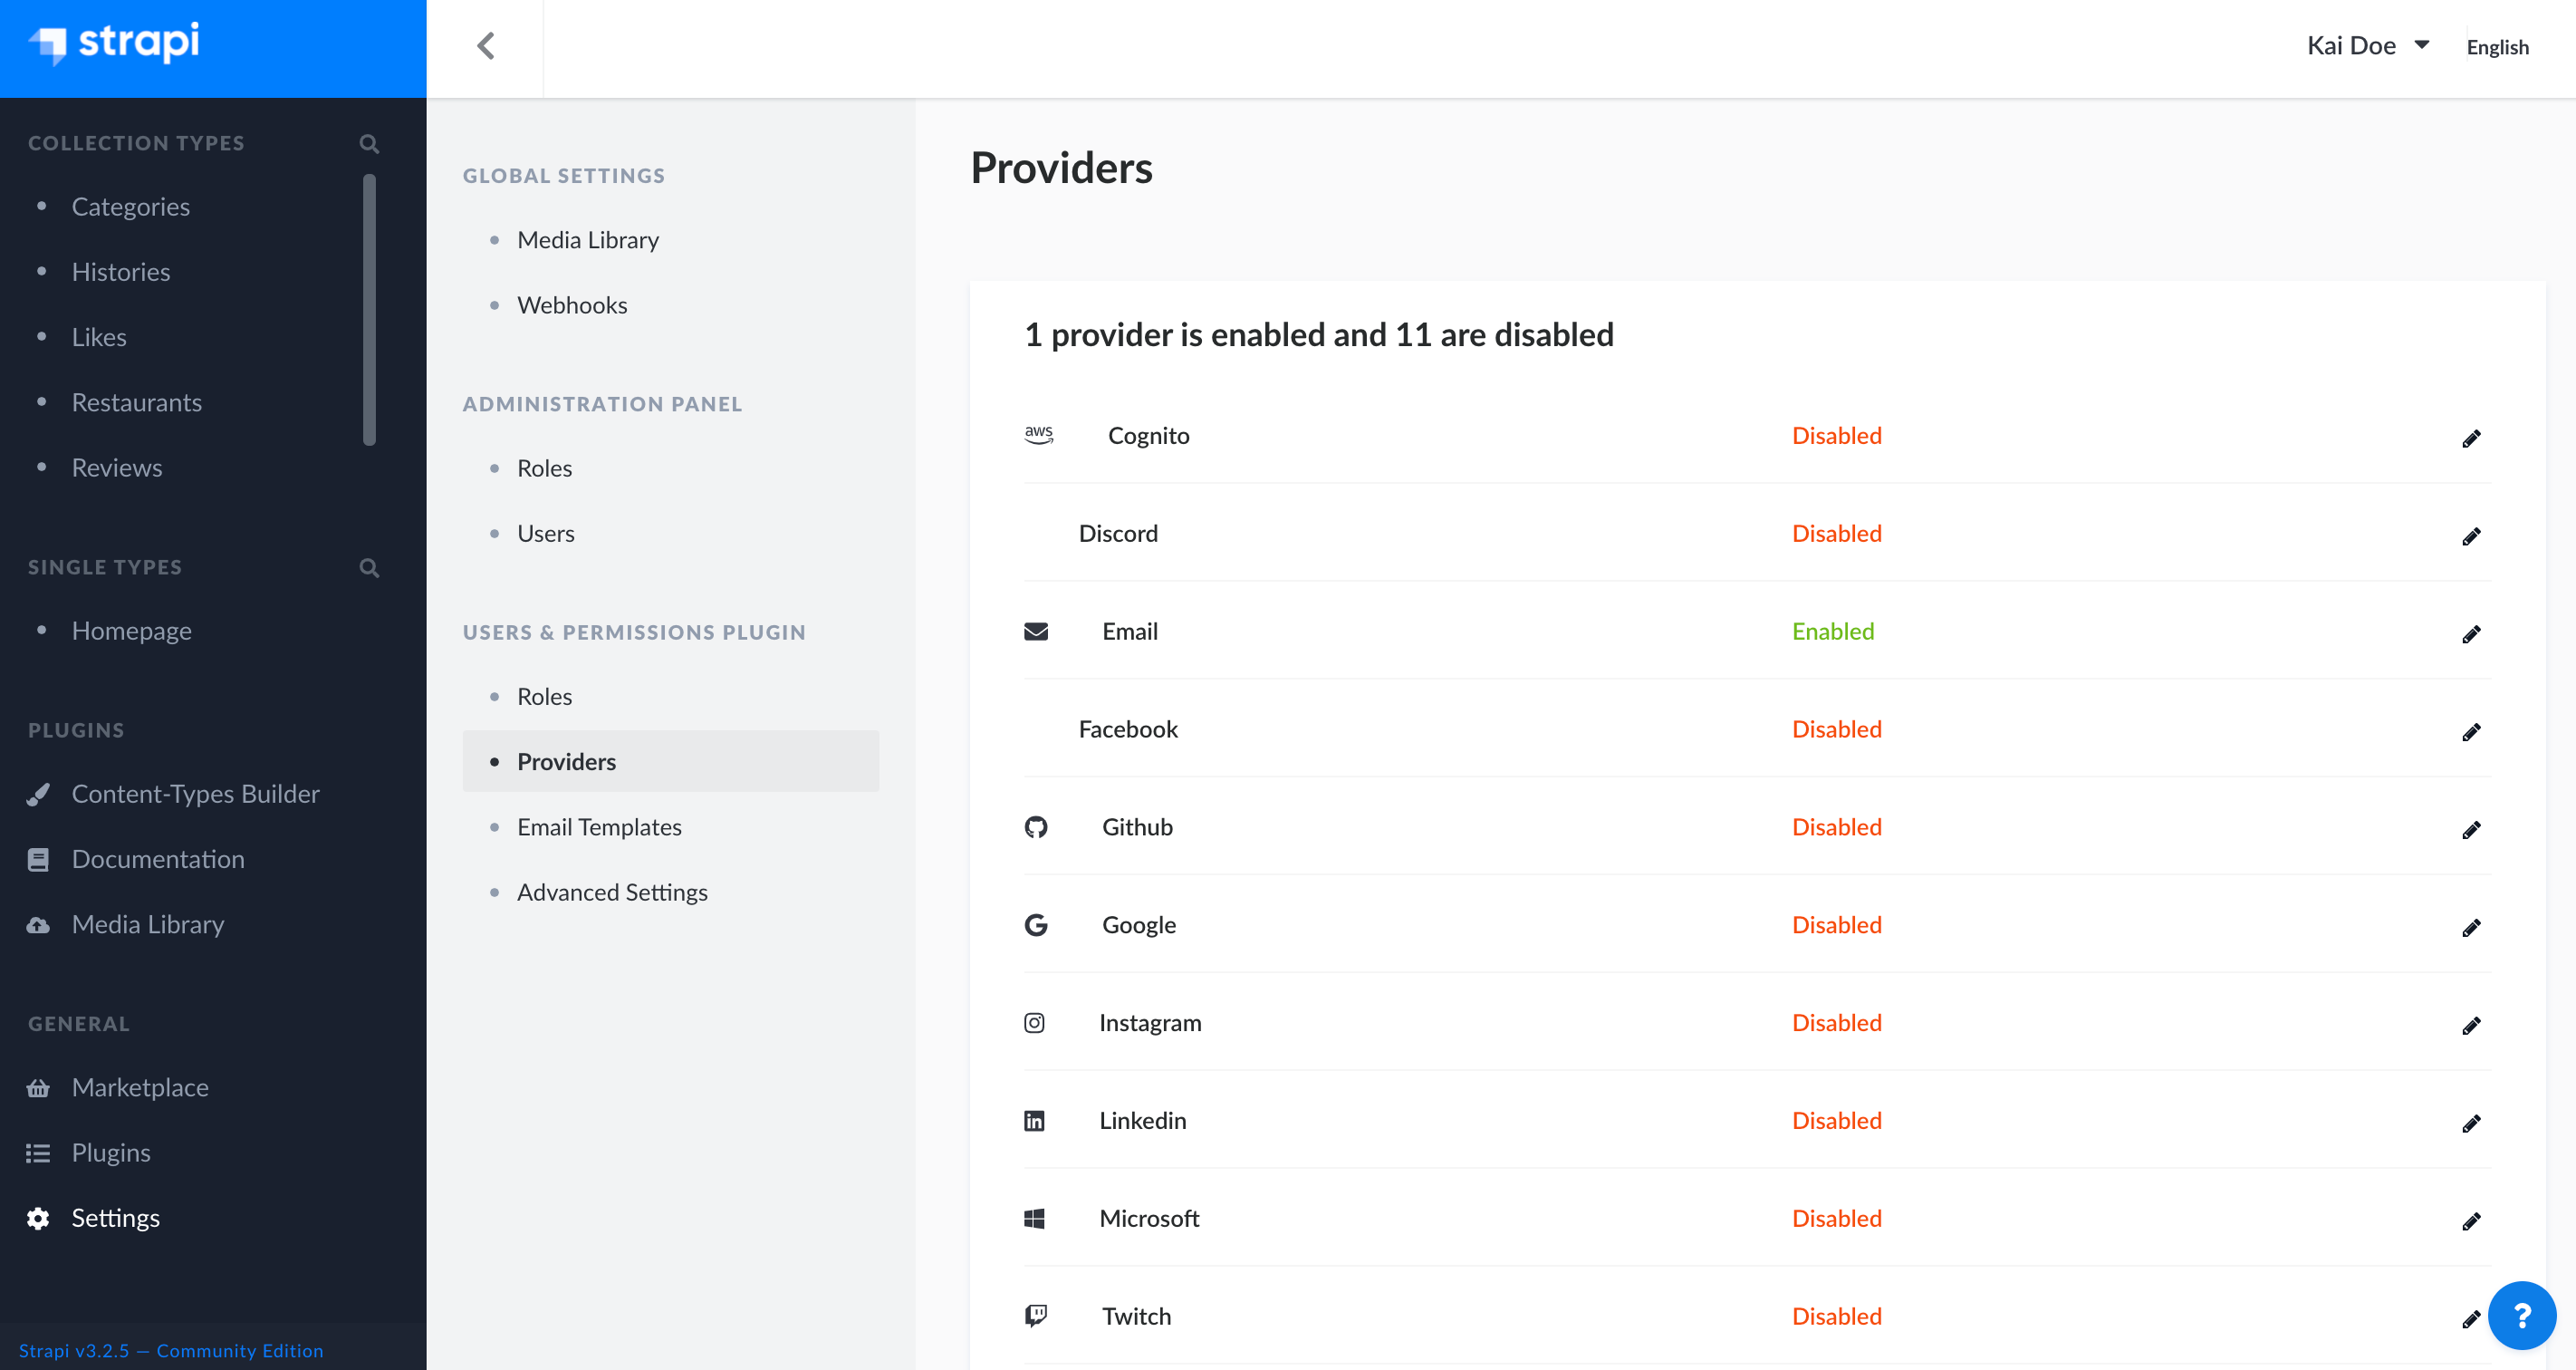 strapi
Kai Doe
English
COLLECTION TYPES
Categories
Histories
Likes
Restaurants
Reviews
SINGLE TYPES
Homepage
PLUGINS
Content-Types Builder
Documentation
Media Library
GENERAL
Marketplace
Plugins
Settings
Strapi v3.2.5 — Community Edition
GLOBAL SETTINGS
Media Library
Webhooks
ADMINISTRATION PANEL
Roles
Users
USERS & PERMISSIONS PLUGIN
Roles
Providers
Email Templates
Advanced Settings
Providers
1 provider is enabled and 11 are disabled
aws Cognito Disabled
Discord Disabled
Email Enabled
Facebook Disabled
Github Disabled
Google Disabled
Instagram Disabled
Linkedin Disabled
Microsoft Disabled
Twitch Disabled
?